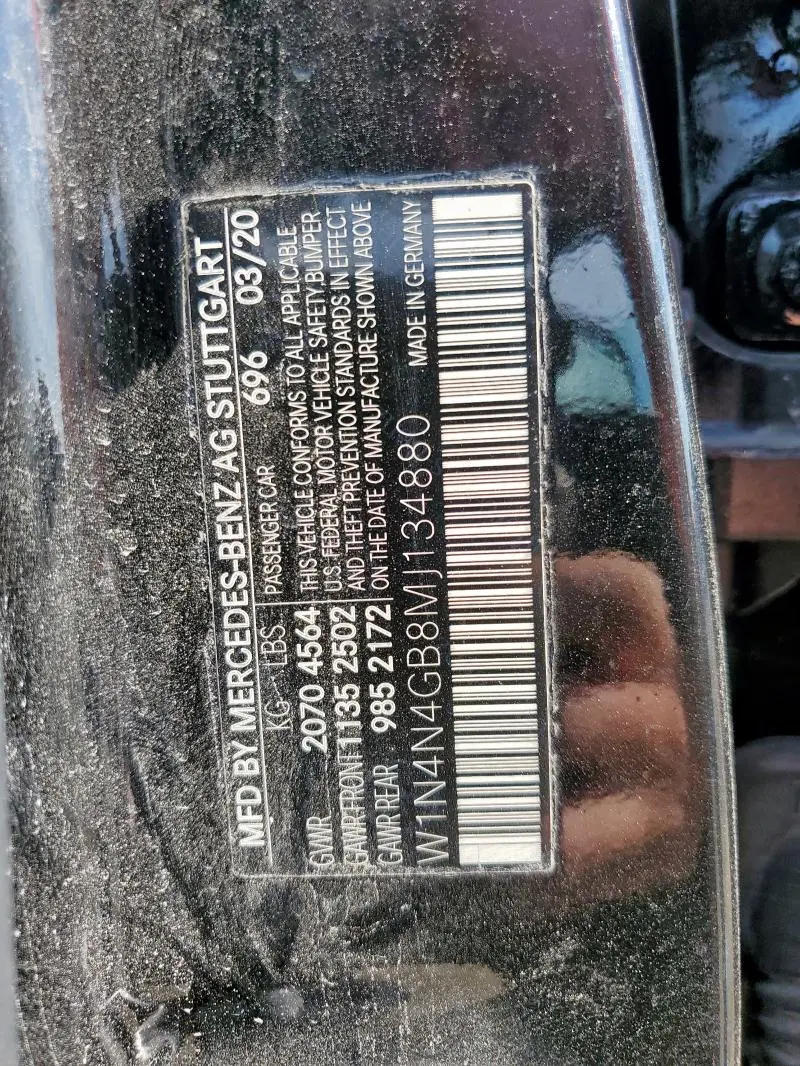 MFD BY MERCEDES-BENZ AG STUTTGART
KG LBS PASSENGER CAR 696 03/20
GVWR 2070 4564 THIS VEHICLE CONFORMS TO ALL APPLICABLE
GAWR FRONT 1135 2502 U.S. FEDERAL MOTOR VEHICLE SAFETY, BUMPER,
GAWR REAR 985 2172 AND THEFT PREVENTION STANDARDS IN EFFECT
ON THE DATE OF MANUFACTURE SHOWN ABOVE
W1N4N4GB8MJ134880 MADE IN GERMANY